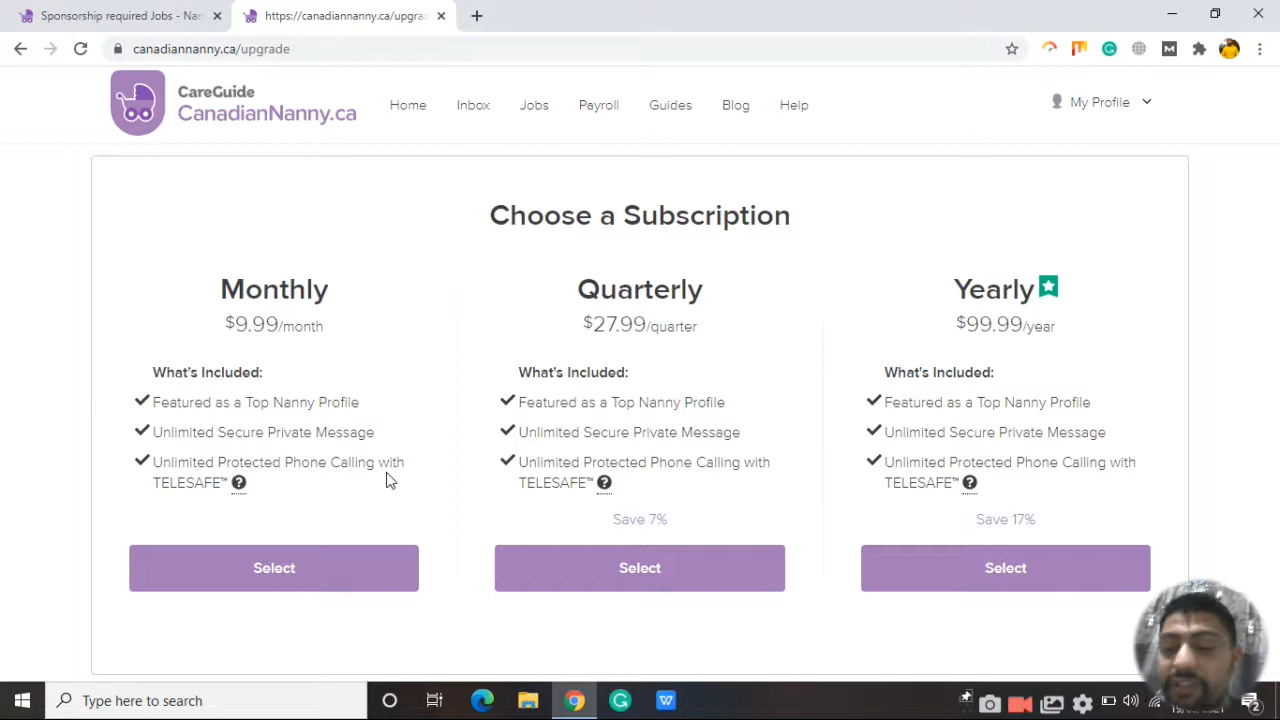 Sponsorship required Jobs - Nan
https://canadiannanny.ca/upgrad
canadiannanny.ca/upgrade
CareGuide
CanadianNanny.ca
Home
Inbox
Jobs
Payroll
Guides
Blog
Help
My Profile
Choose a Subscription
Monthly
$9.99/month
What's Included:
Featured as a Top Nanny Profile
Unlimited Secure Private Message
Unlimited Protected Phone Calling with
TELESAFE™ ?
Select
Quarterly
$27.99/quarter
What's Included:
Featured as a Top Nanny Profile
Unlimited Secure Private Message
Unlimited Protected Phone Calling with
TELESAFE™ ?
Save 7%
Select
Yearly
$99.99/year
What's Included:
Featured as a Top Nanny Profile
Unlimited Secure Private Message
Unlimited Protected Phone Calling with
TELESAFE™ ?
Save 17%
Select
Type here to search